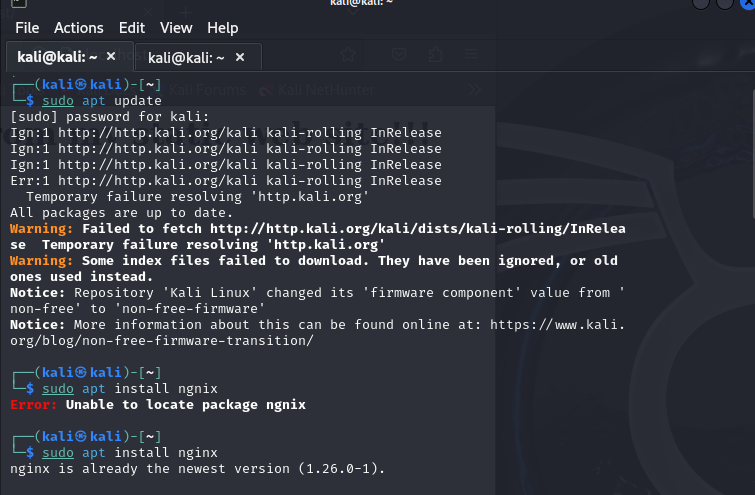 kali@kali: ~
File Actions Edit View Help
kali@kali: ~ × kali@kali: ~ ×
Kali Forums Kali NetHunter
┌──(kali㉿kali)-[~]
└─$ sudo apt update
[sudo] password for kali:
Ign:1 http://http.kali.org/kali kali-rolling InRelease
Ign:1 http://http.kali.org/kali kali-rolling InRelease
Ign:1 http://http.kali.org/kali kali-rolling InRelease
Err:1 http://http.kali.org/kali kali-rolling InRelease
  Temporary failure resolving 'http.kali.org'
All packages are up to date.
Warning: Failed to fetch http://http.kali.org/kali/dists/kali-rolling/InRelea
se  Temporary failure resolving 'http.kali.org'
Warning: Some index files failed to download. They have been ignored, or old
ones used instead.
Notice: Repository 'Kali Linux' changed its 'firmware component' value from '
non-free' to 'non-free-firmware'
Notice: More information about this can be found online at: https://www.kali.
org/blog/non-free-firmware-transition/
┌──(kali㉿kali)-[~]
└─$ sudo apt install ngnix
Error: Unable to locate package ngnix
┌──(kali㉿kali)-[~]
└─$ sudo apt install nginx
nginx is already the newest version (1.26.0-1).